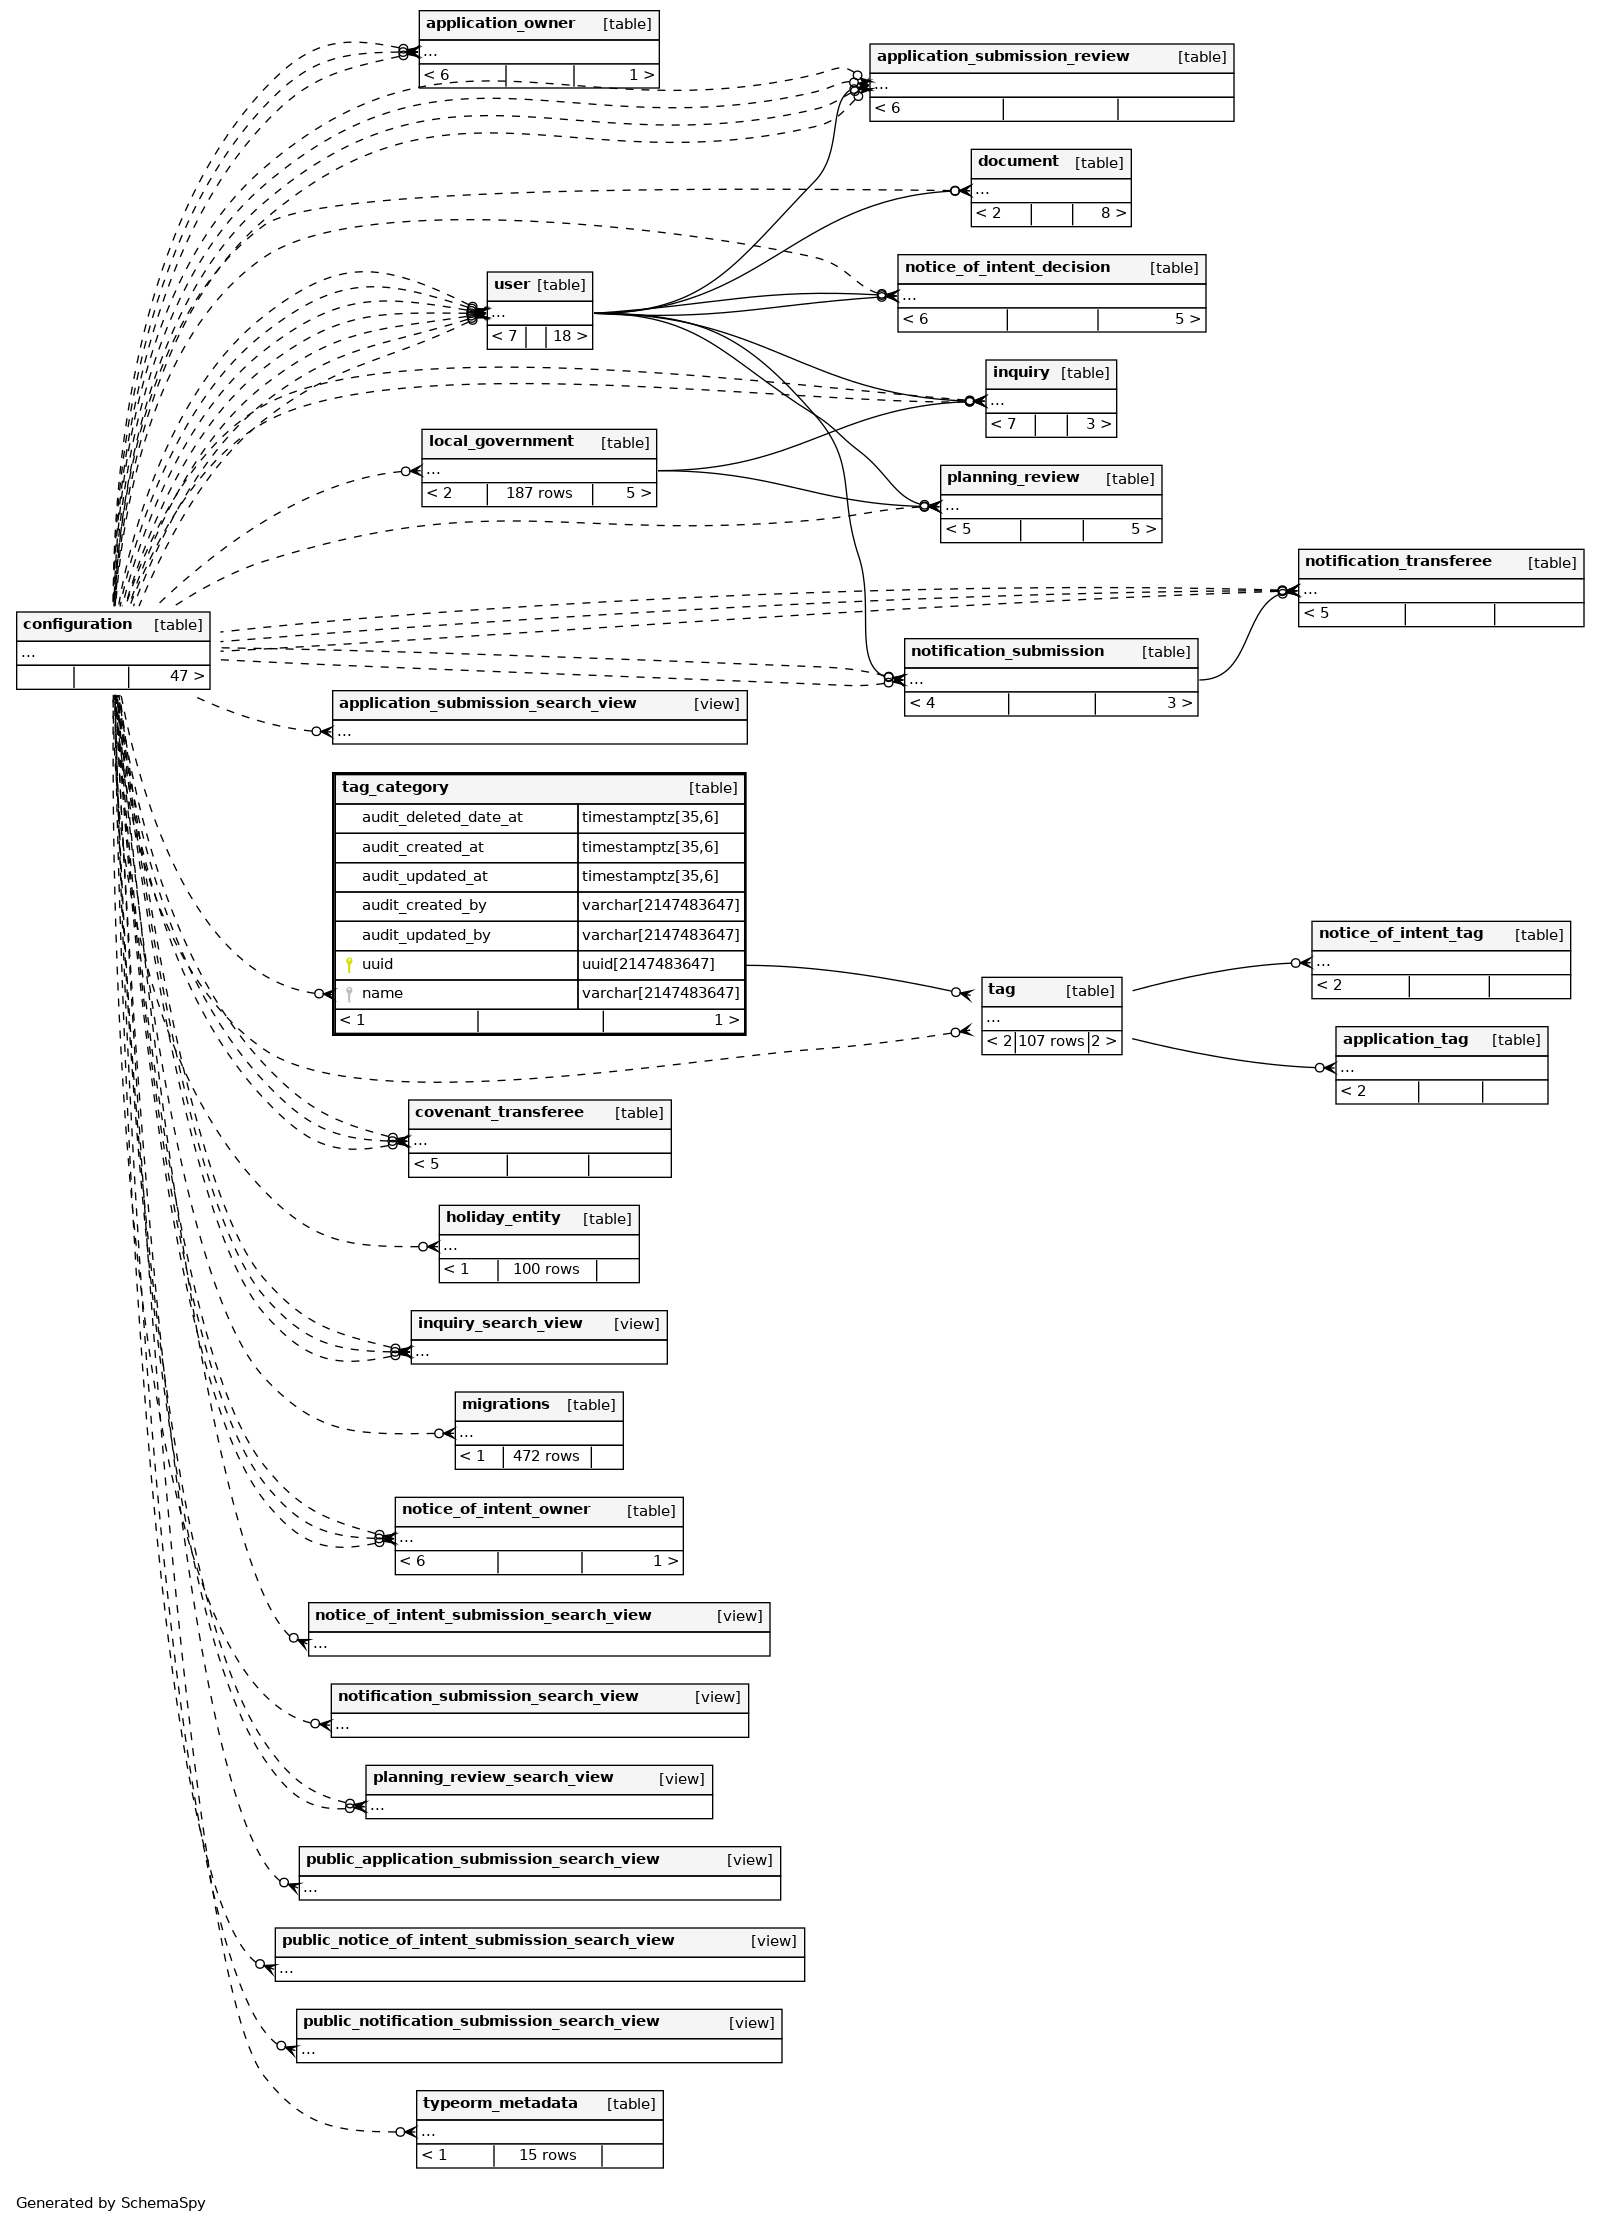 application_owner [table]
...
< 6 1 >
application_submission_review [table]
...
< 6
document [table]
...
< 2 8 >
notice_of_intent_decision [table]
...
< 6 5 >
user [table]
...
< 7 18 >
inquiry [table]
...
< 7 3 >
local_government [table]
...
< 2 187 rows 5 >
planning_review [table]
...
< 5 5 >
notification_transferee [table]
...
< 5
configuration [table]
...
47 >
notification_submission [table]
...
< 4 3 >
application_submission_search_view [view]
...
tag_category [table]
audit_deleted_date_at timestamptz[35,6]
audit_created_at timestamptz[35,6]
audit_updated_at timestamptz[35,6]
audit_created_by varchar[2147483647]
audit_updated_by varchar[2147483647]
uuid uuid[2147483647]
name varchar[2147483647]
< 1 1 >
notice_of_intent_tag [table]
...
< 2
tag [table]
...
< 2 107 rows 2 >
application_tag [table]
...
< 2
covenant_transferee [table]
...
< 5
holiday_entity [table]
...
< 1 100 rows
inquiry_search_view [view]
...
migrations [table]
...
< 1 472 rows
notice_of_intent_owner [table]
...
< 6 1 >
notice_of_intent_submission_search_view [view]
...
notification_submission_search_view [view]
...
planning_review_search_view [view]
...
public_application_submission_search_view [view]
...
public_notice_of_intent_submission_search_view [view]
...
public_notification_submission_search_view [view]
...
typeorm_metadata [table]
...
< 1 15 rows
Generated by SchemaSpy